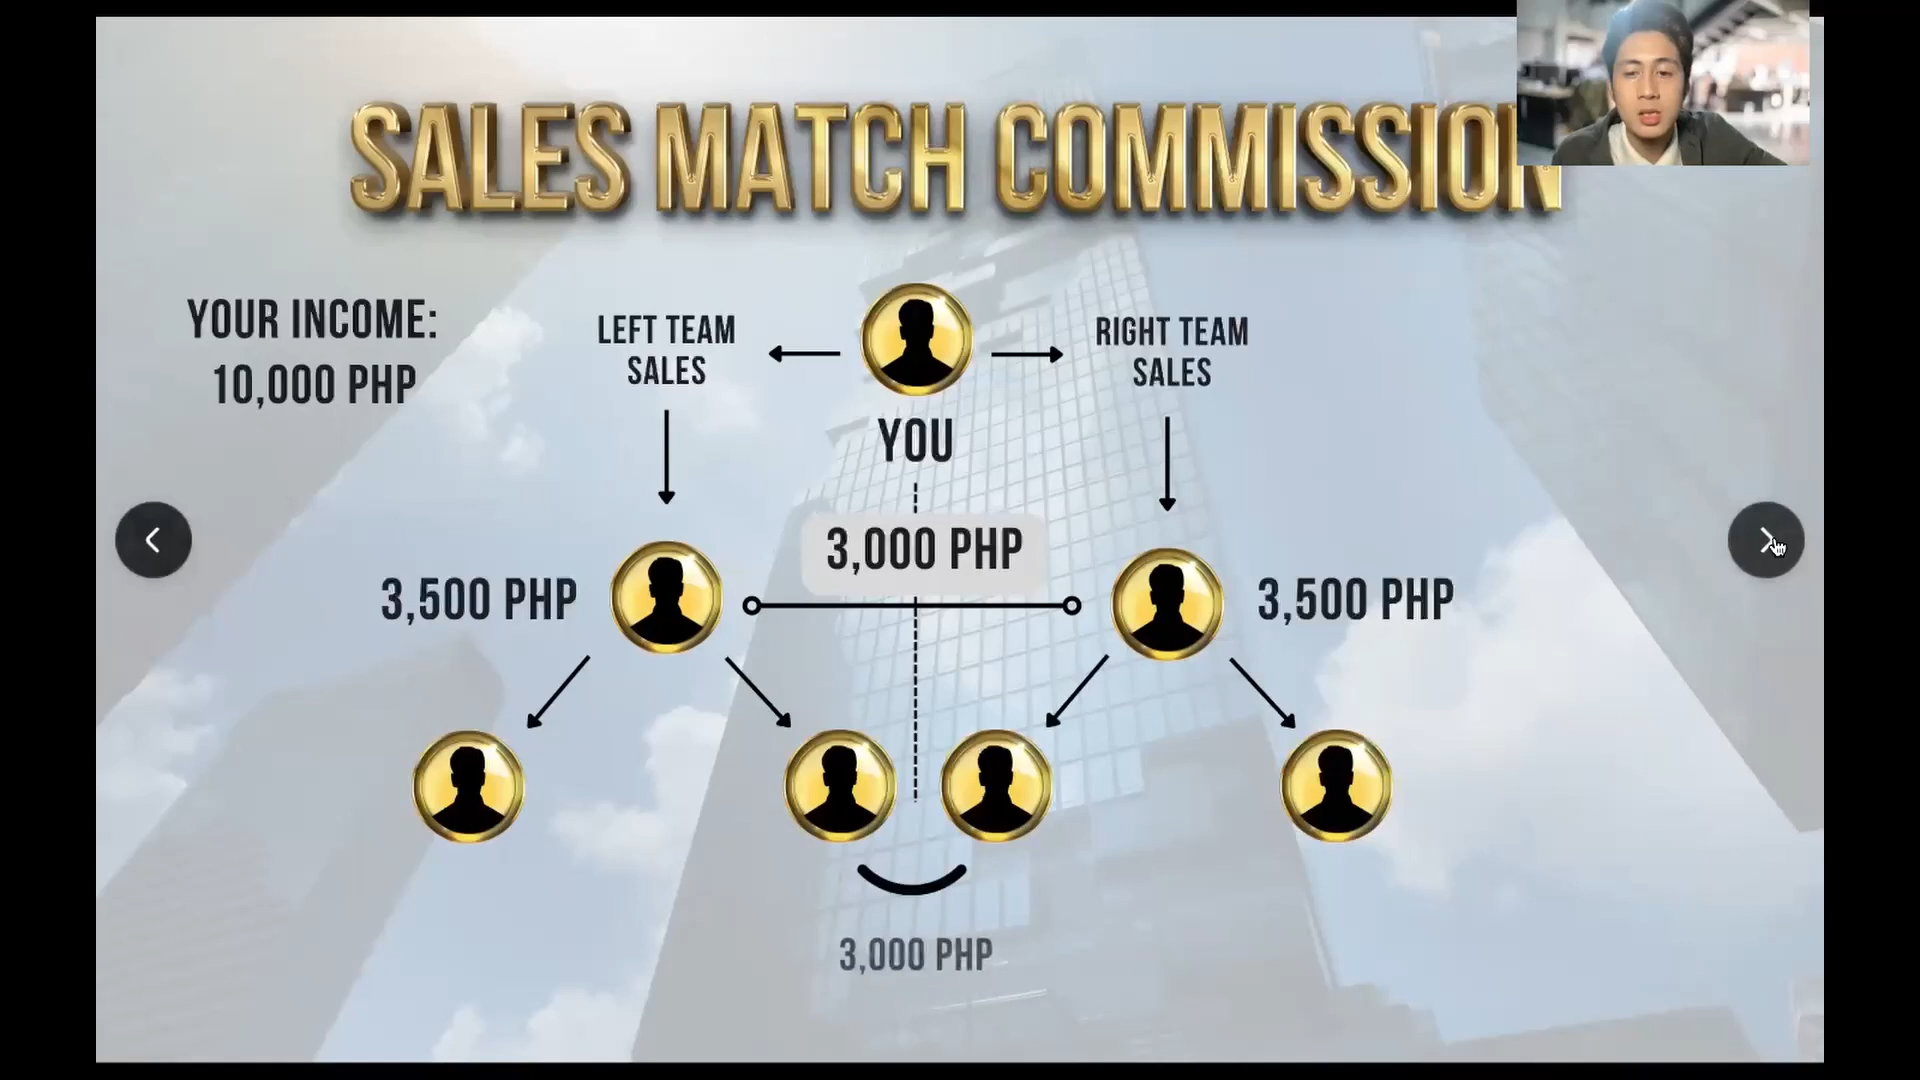 SALES MATCH COMMISSION
YOUR INCOME:
10,000 PHP
LEFT TEAM
SALES
RIGHT TEAM
SALES
YOU
3,000 PHP
3,500 PHP
3,500 PHP
3,000 PHP